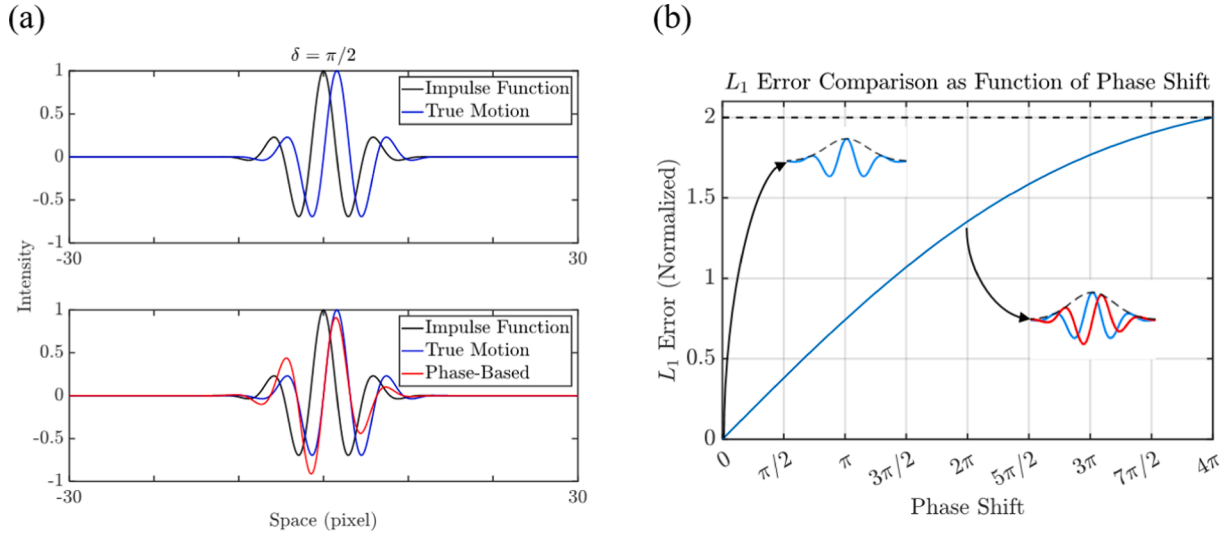 (a)
δ = π/2
1
0.5
0
-0.5
-1
-30
30
Impulse Function
True Motion
Intensity
1
0.5
0
-0.5
-1
-30
30
Impulse Function
True Motion
Phase-Based
Space (pixel)
(b)
L₁ Error Comparison as Function of Phase Shift
L₁ Error (Normalized)
2
1.5
1
0.5
0
0
π/2
π
3π/2
2π
5π/2
3π
7π/2
4π
Phase Shift